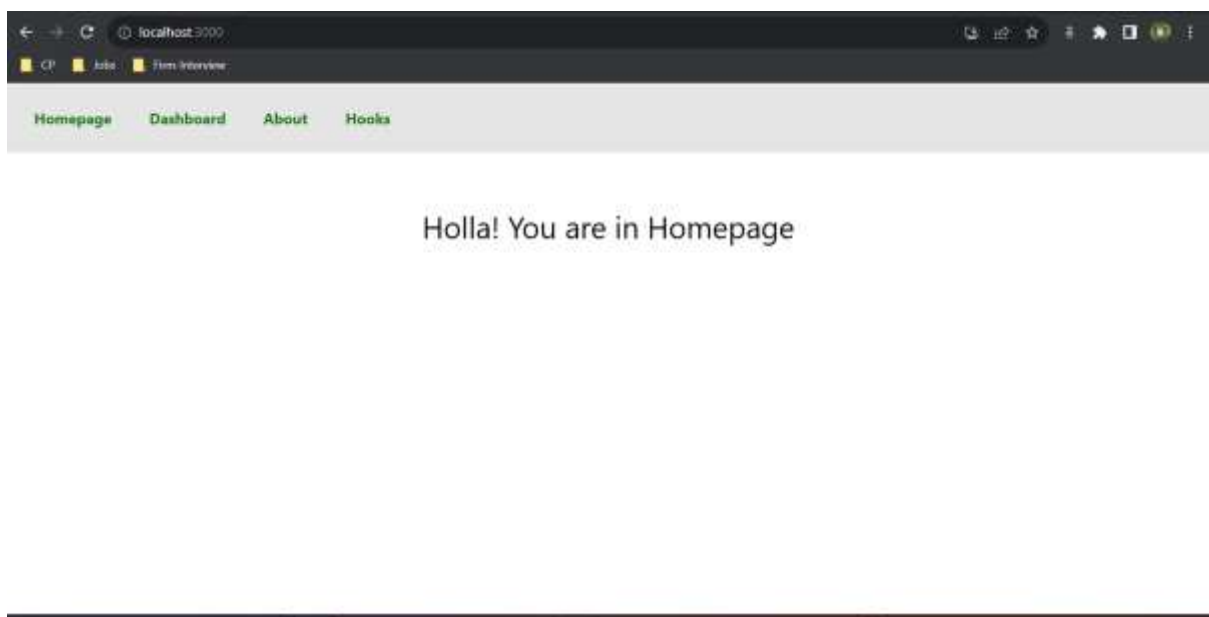 localhost:3000
CP Jobs Firm Interview
Homepage Dashboard About Hooks
Holla! You are in Homepage